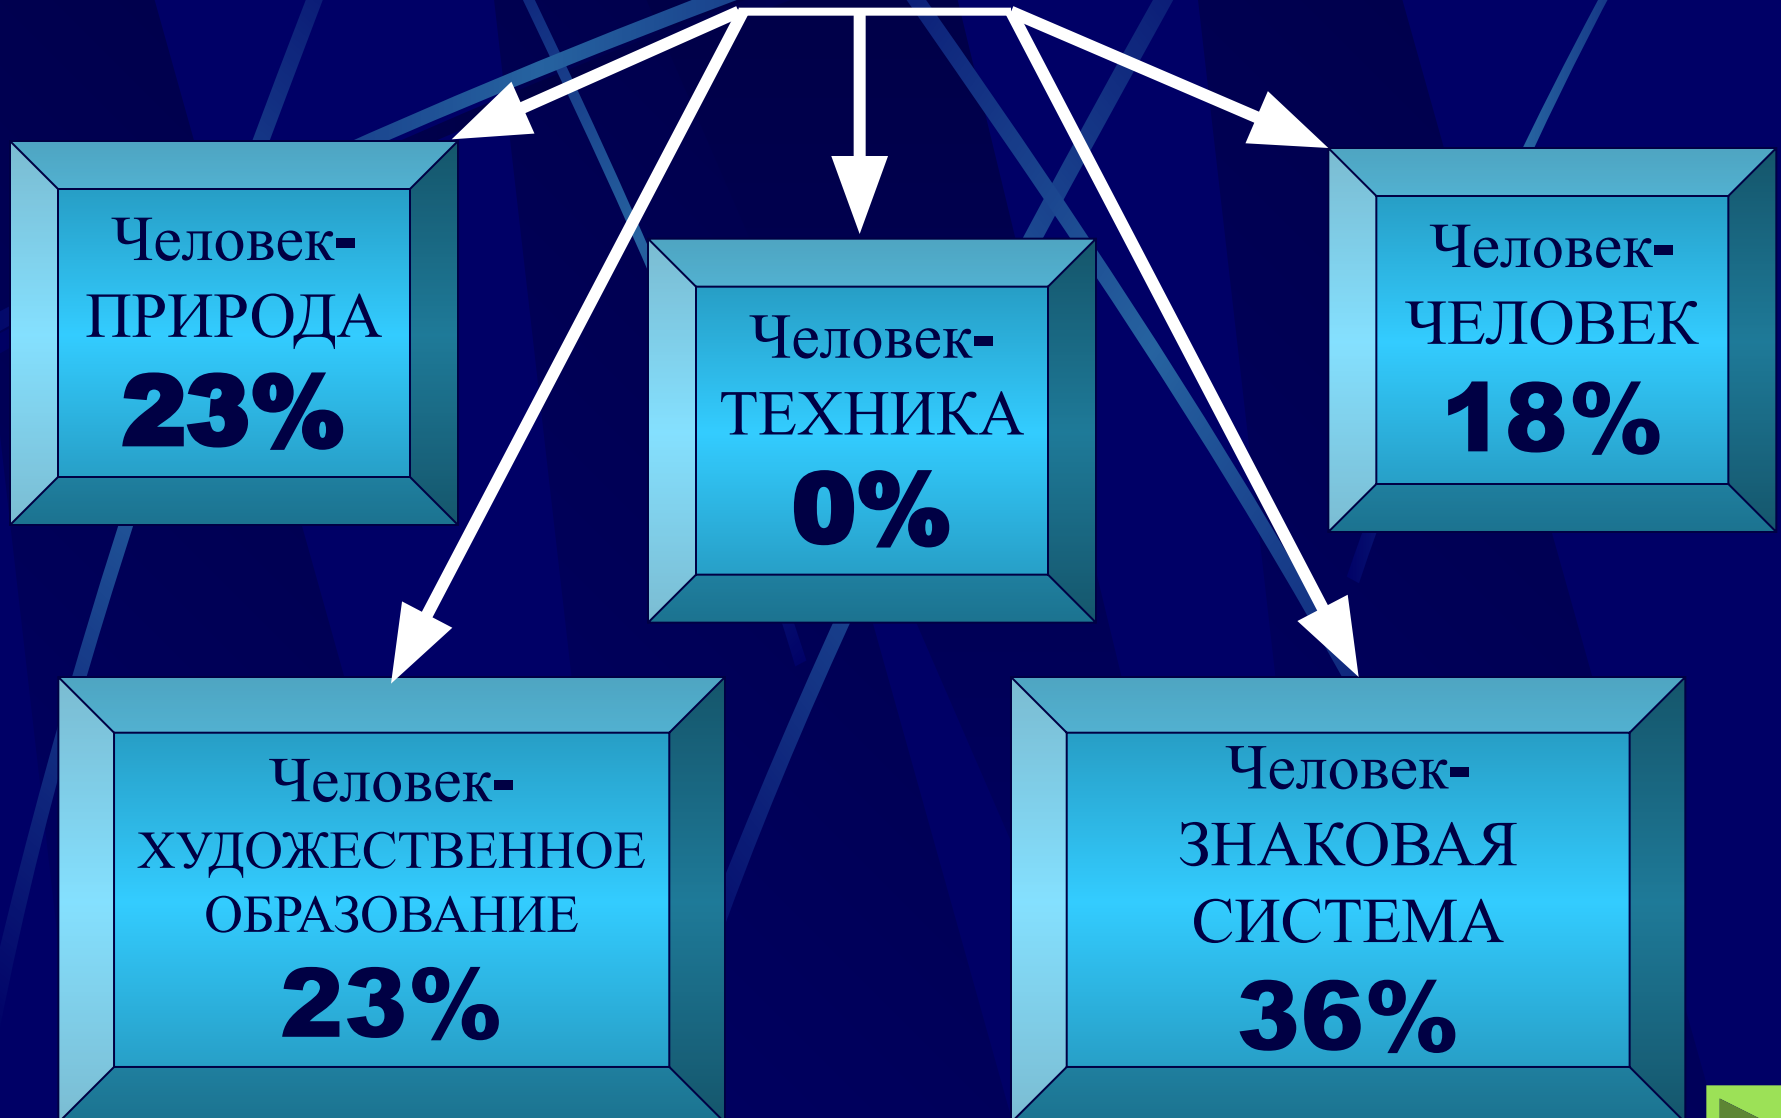 Человек-
ПРИРОДА
23%
Человек-
ТЕХНИКА
0%
Человек-
ЧЕЛОВЕК
18%
Человек-
ХУДОЖЕСТВЕННОЕ
ОБРАЗОВАНИЕ
23%
Человек-
ЗНАКОВАЯ
СИСТЕМА
36%